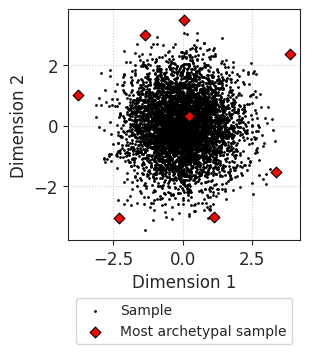 Dimension 2
2
0
−2
−2.5 0.0 2.5
Dimension 1
Sample
Most archetypal sample